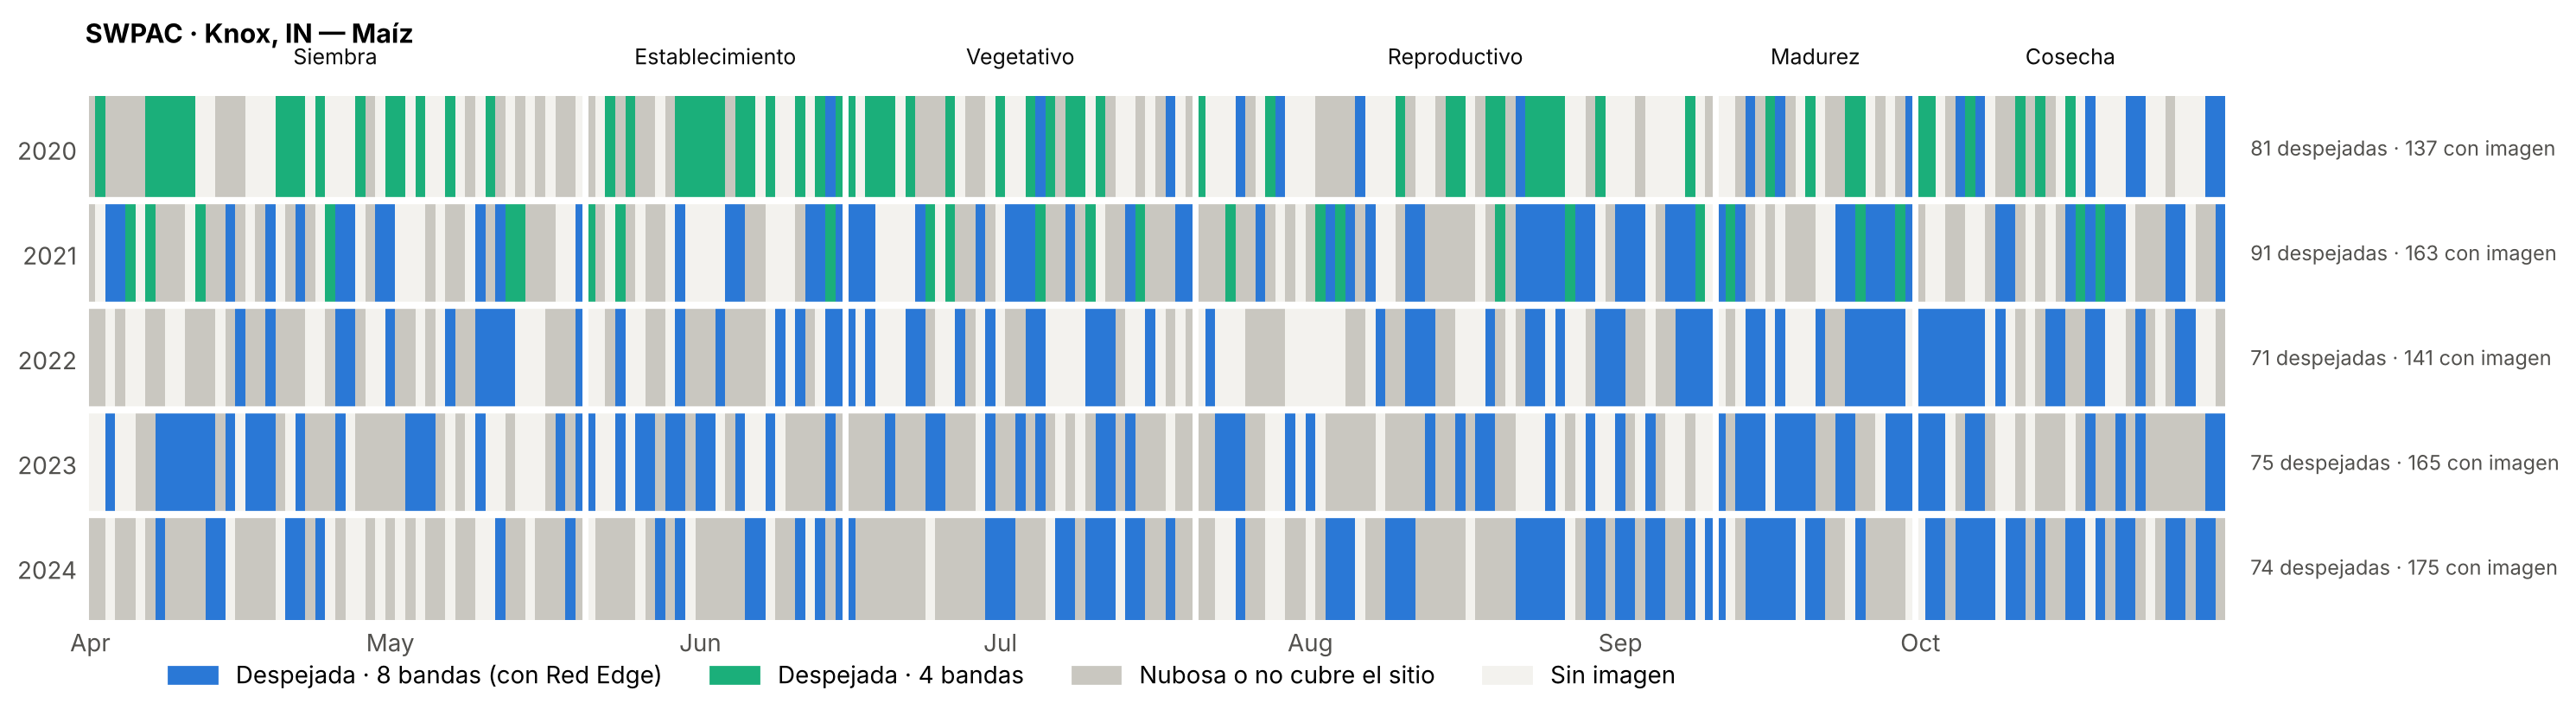 SWPAC · Knox, IN — Maíz
Siembra Establecimiento Vegetativo Reproductivo Madurez Cosecha
2020 81 despejadas · 137 con imagen
2021 91 despejadas · 163 con imagen
2022 71 despejadas · 141 con imagen
2023 75 despejadas · 165 con imagen
2024 74 despejadas · 175 con imagen
Apr May Jun Jul Aug Sep Oct
Despejada · 8 bandas (con Red Edge) Despejada · 4 bandas Nubosa o no cubre el sitio Sin imagen